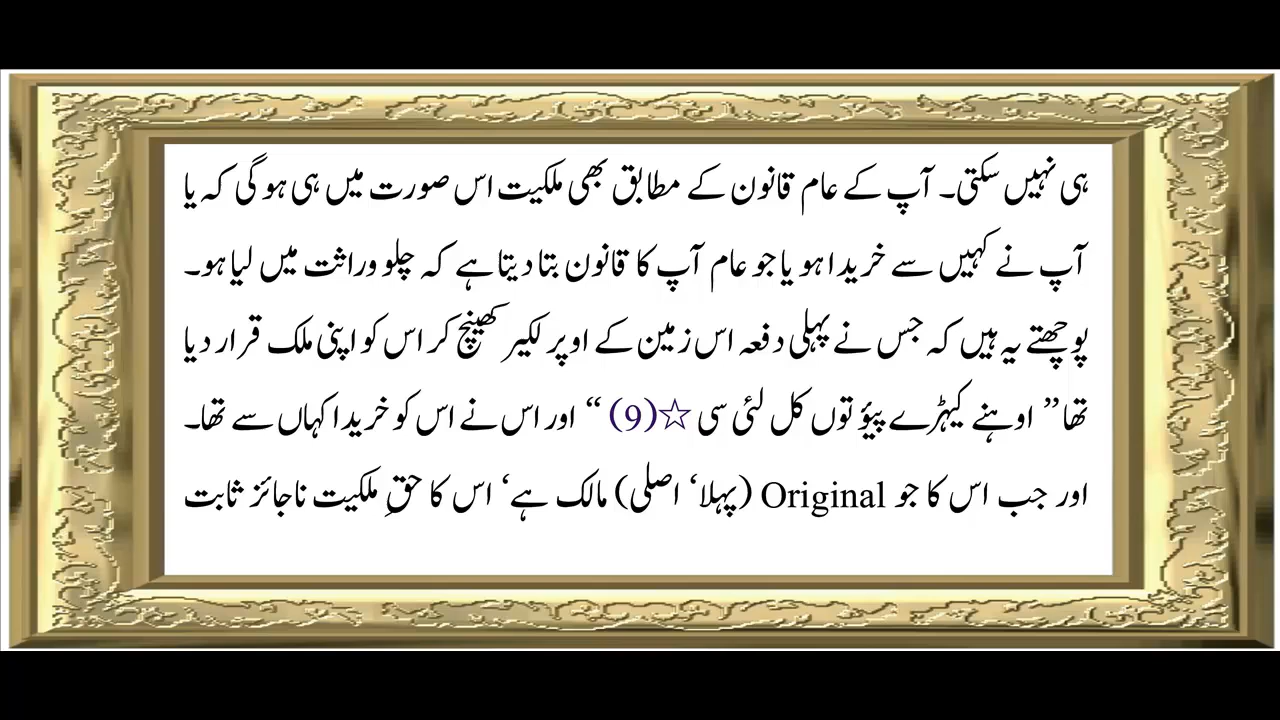 ہی نہیں سکتی۔ آپ کے عام قانون کے مطابق بھی ملکیت اس صورت میں ہی ہوگی کہ یا
آپ نے کہیں سے خریدا ہو یا جو عام آپ کا قانون بتا دیتا ہے کہ چلو وراثت میں لیا ہو۔
پوچھتے یہ ہیں کہ جس نے پہلی دفعہ اس زمین کے اوپر لکیر کھینچ کر اس کو اپنی ملک قرار دیا
تھا ”اوہنے کیہڑے پیؤ توں کل لئی سی ☆(9)“ اور اس نے اس کو خریدا کہاں سے تھا۔
اور جب اس کا جو Original (پہلا‘ اصلی) مالک ہے‘ اس کا حقِ ملکیت ناجائز ثابت